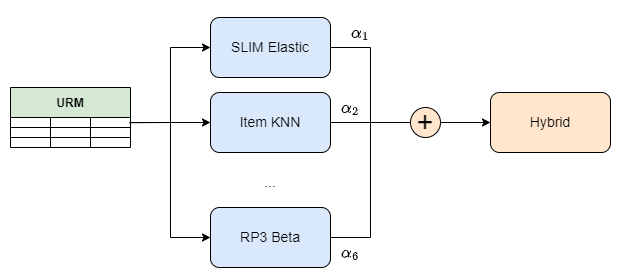 URM
SLIM Elastic
α1
Item KNN
α2
...
RP3 Beta
α6
+
Hybrid